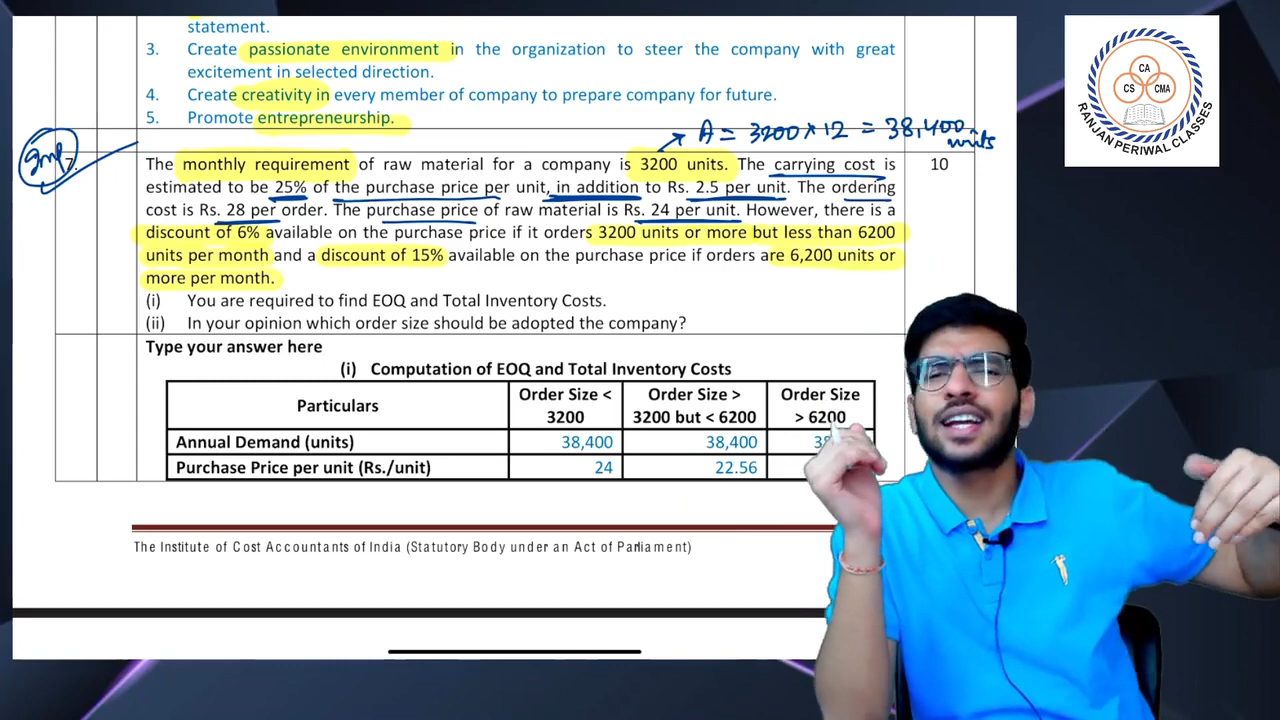 statement.
3. Create passionate environment in the organization to steer the company with great
excitement in selected direction.
4. Create creativity in every member of company to prepare company for future.
5. Promote entrepreneurship.
A = 3200 × 12 = 38,400 units
Imp
7.
The monthly requirement of raw material for a company is 3200 units. The carrying cost is
10
estimated to be 25% of the purchase price per unit, in addition to Rs. 2.5 per unit. The ordering
cost is Rs. 28 per order. The purchase price of raw material is Rs. 24 per unit. However, there is a
discount of 6% available on the purchase price if it orders 3200 units or more but less than 6200
units per month and a discount of 15% available on the purchase price if orders are 6,200 units or
more per month.
(i) You are required to find EOQ and Total Inventory Costs.
(ii) In your opinion which order size should be adopted the company?
Type your answer here
(i) Computation of EOQ and Total Inventory Costs
Particulars Order Size < 3200 Order Size > 3200 but < 6200 Order Size > 6200
Annual Demand (units) 38,400 38,400
Purchase Price per unit (Rs./unit) 24 22.56
The Institute of Cost Accountants of India (Statutory Body under an Act of Parliament)
CA
CS CMA
RANJAN PERIWAL CLASSES